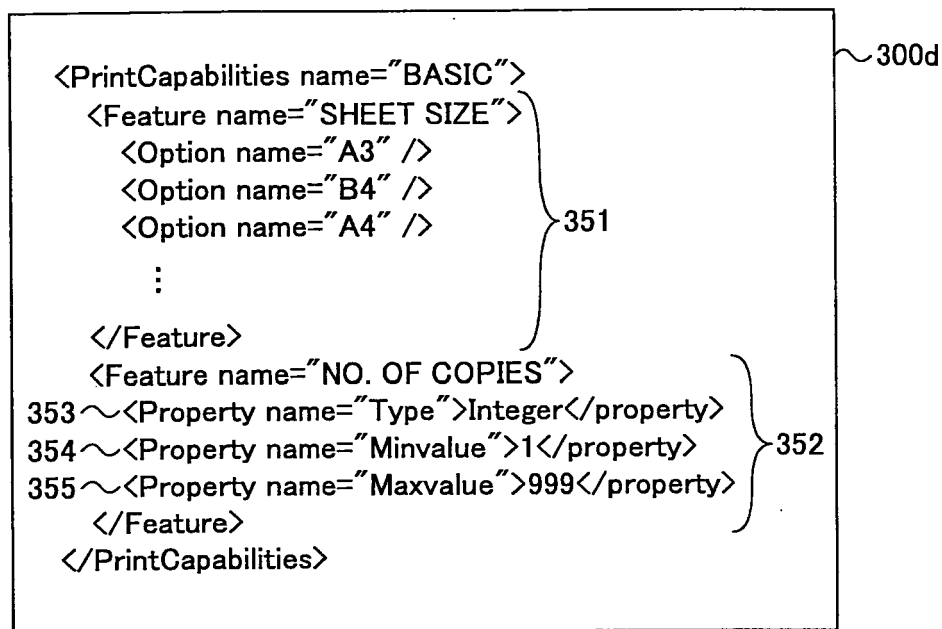 300d
<PrintCapabilities name="BASIC">
<Feature name="SHEET SIZE">
<Option name="A3" />
<Option name="B4" />
<Option name="A4" />
351
⋮
</Feature>
<Feature name="NO. OF COPIES">
353~<Property name="Type">Integer</property>
354~<Property name="Minvalue">1</property> 352
355~<Property name="Maxvalue">999</property>
</Feature>
</PrintCapabilities>